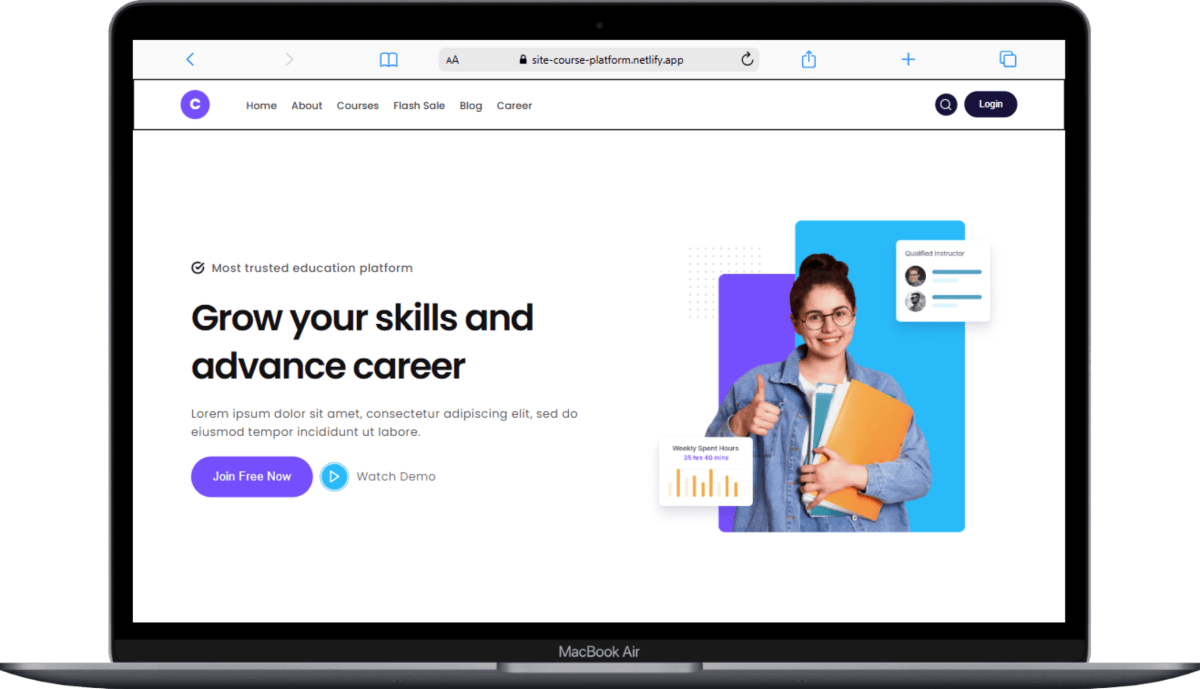 AA site-course-platform.netlify.app
C Home About Courses Flash Sale Blog Career Login
Most trusted education platform
Grow your skills and
advance career
Lorem ipsum dolor sit amet, consectetur adipiscing elit, sed do
eiusmod tempor incididunt ut labore.
Join Free Now Watch Demo
Qualified Instructor
Weekly Spent Hours
35 hrs 40 mins
MacBook Air